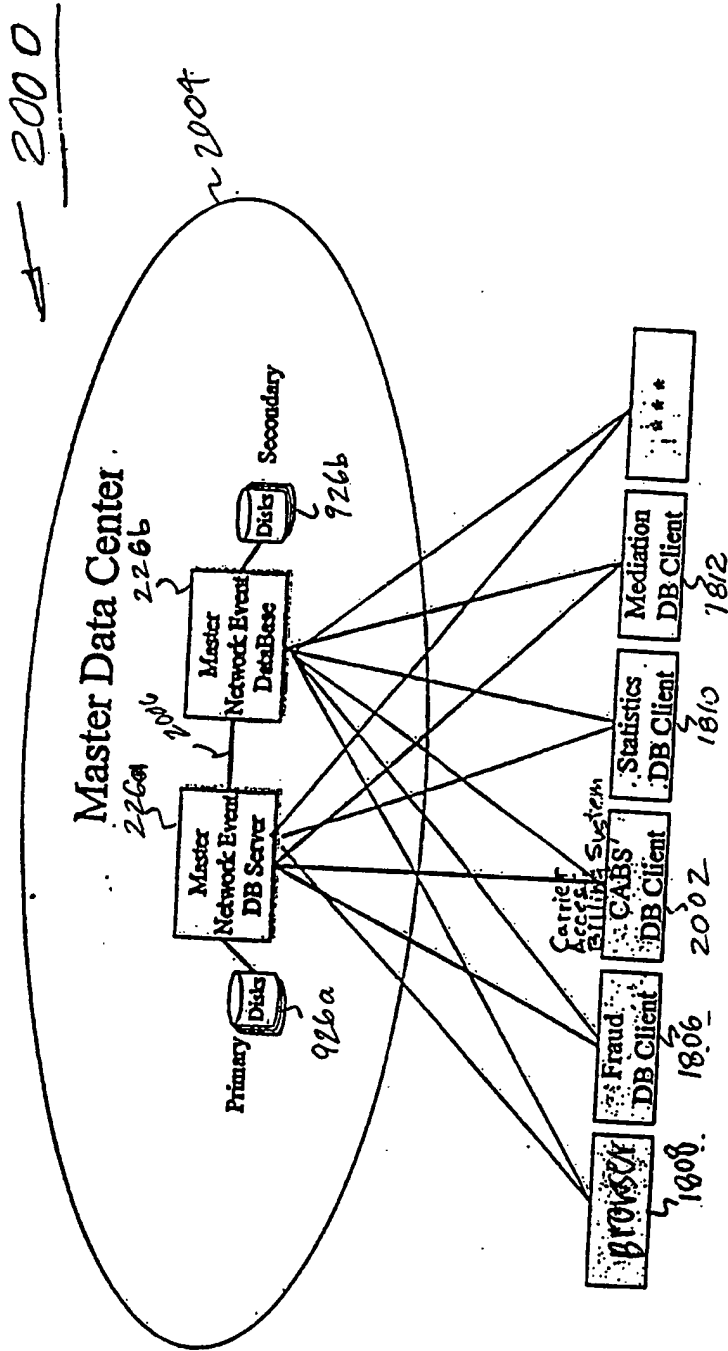 2000
2004
Master Data Center
226a
226b
2006
Master
Network Event
DB Server
Master
Network Event
DataBase
Primary
Disks
926a
Disks
Secondary
926b
Browser
1808
Fraud
DB Client
1806
Carrier
Access
Billing System
CABS
DB Client
2002
Statistics
DB Client
1810
Mediation
DB Client
1812
***